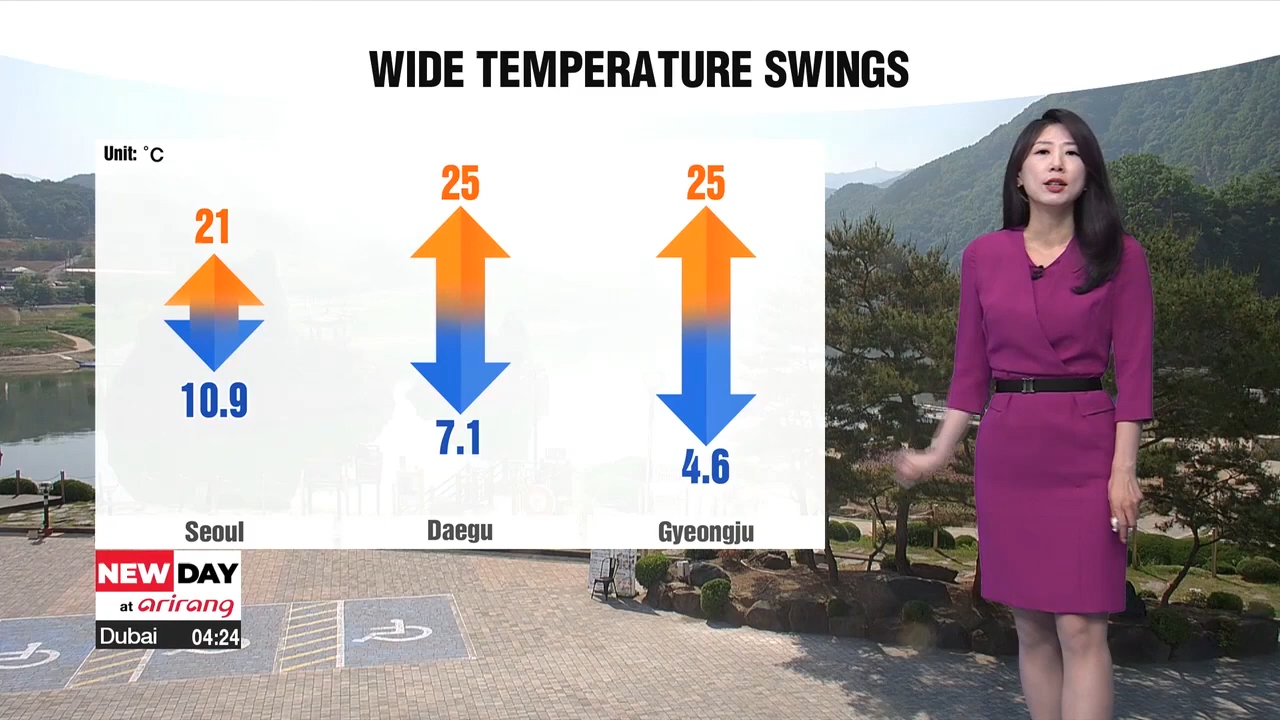 WIDE TEMPERATURE SWINGS
Unit: °C
21
25
25
10.9
7.1
4.6
Seoul
Daegu
Gyeongju
NEW DAY
at arirang
Dubai 04:24